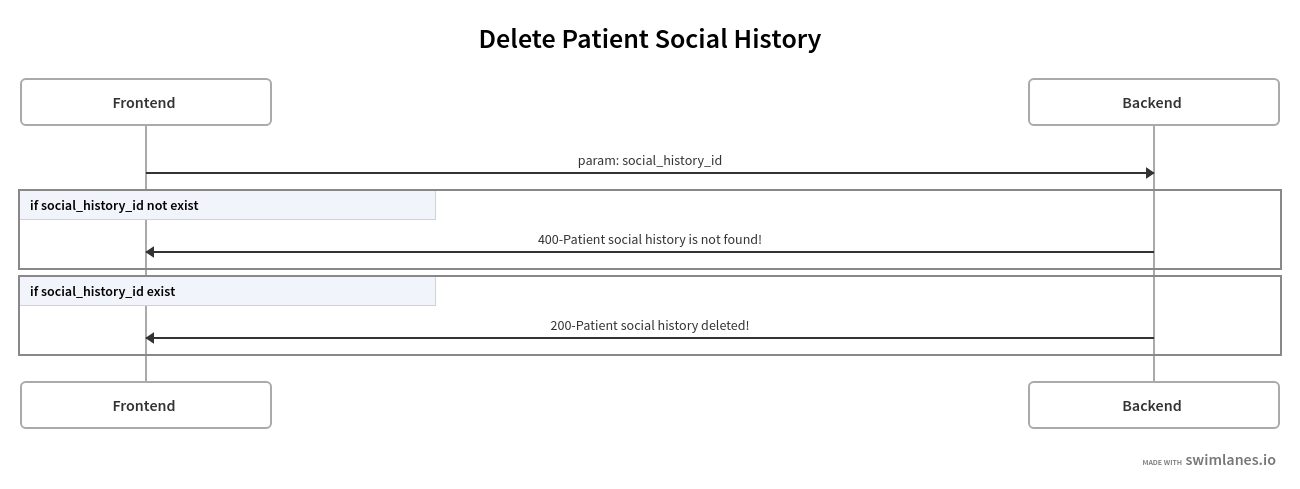 Delete Patient Social History
Frontend
Backend
param: social_history_id
if social_history_id not exist
400-Patient social history is not found!
if social_history_id exist
200-Patient social history deleted!
Frontend
Backend
MADE WITH swimlanes.io